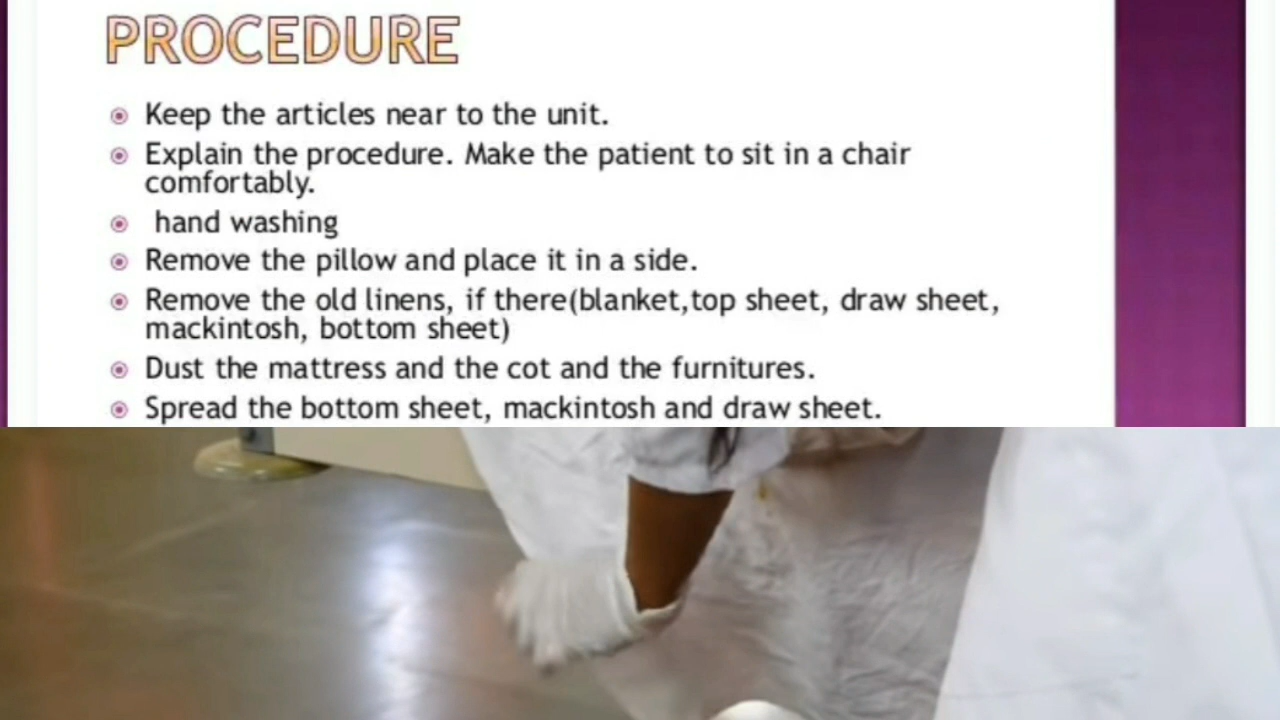 PROCEDURE
Keep the articles near to the unit.
Explain the procedure. Make the patient to sit in a chair
comfortably.
hand washing
Remove the pillow and place it in a side.
Remove the old linens, if there(blanket,top sheet, draw sheet,
mackintosh, bottom sheet)
Dust the mattress and the cot and the furnitures.
Spread the bottom sheet, mackintosh and draw sheet.